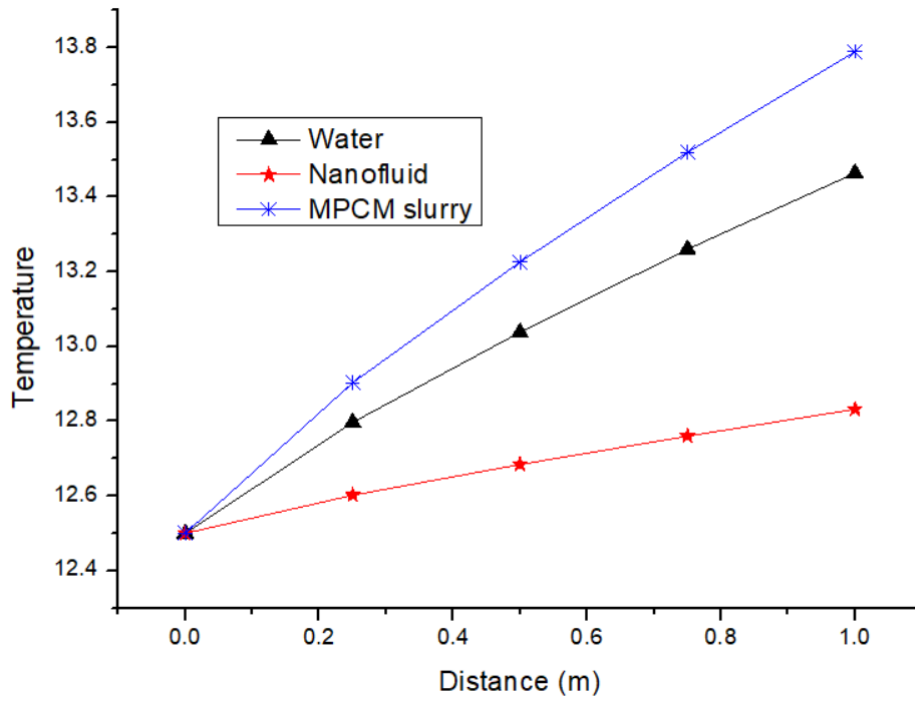 13.8
13.6
13.4
13.2
13.0
12.8
12.6
12.4
Temperature
Water
Nanofluid
MPCM slurry
0.0 0.2 0.4 0.6 0.8 1.0
Distance (m)